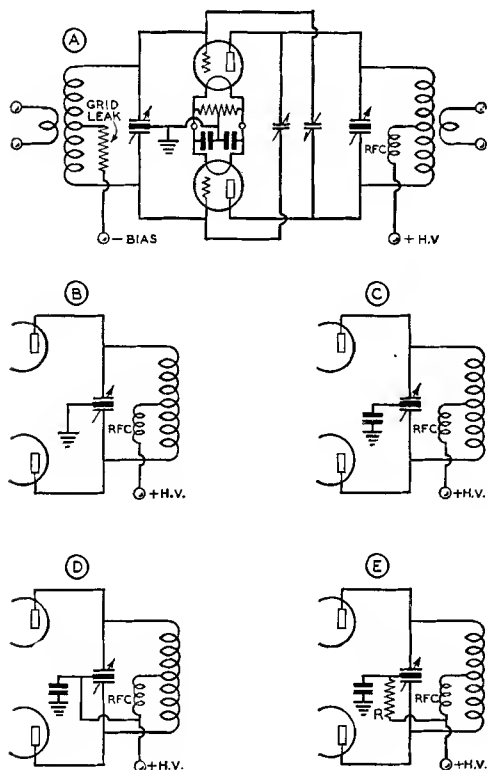 A
GRID
LEAK
RFC
− BIAS
+ H.V
B
C
RFC
RFC
+H.V.
+H.V.
D
E
RFC
R
RFC
+H.V.
+H.V.